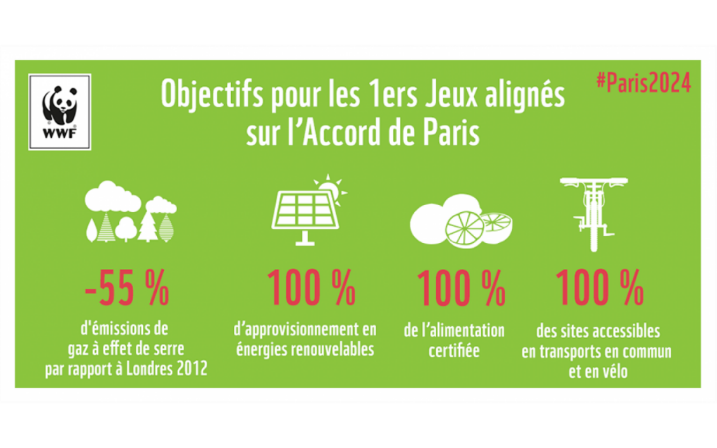 WWF
Objectifs pour les 1ers Jeux alignés
sur l'Accord de Paris
#Paris2024
-55 %
d'émissions de
gaz à effet de serre
par rapport à Londres 2012
100 %
d'approvisionnement en
énergies renouvelables
100 %
de l'alimentation
certifiée
100 %
des sites accessibles
en transports en commun
et en vélo